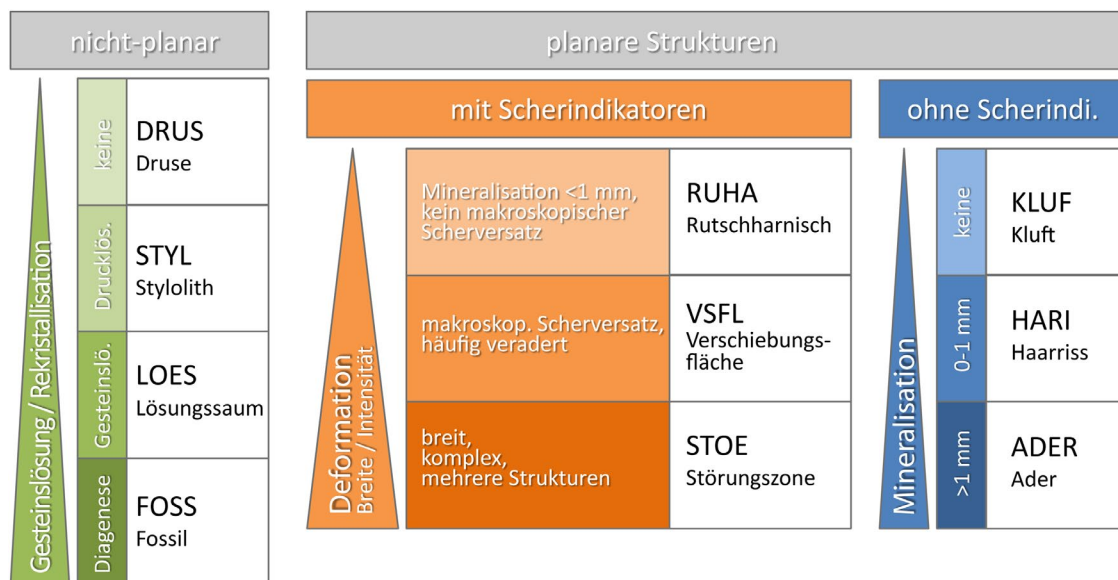 nicht-planar
Gesteinslösung / Rekristallisation
keine
DRUS
Druse
Drucklös.
STYL
Stylolith
Gesteinslö.
LOES
Lösungssaum
Diagenese
FOSS
Fossil
planare Strukturen
mit Scherindikatoren
Deformation
Breite / Intensität
Mineralisation <1 mm,
kein makroskopischer
Scherversatz
RUHA
Rutschharnisch
makroskop. Scherversatz,
häufig veradert
VSFL
Verschiebungs-
fläche
breit,
komplex,
mehrere Strukturen
STOE
Störungszone
ohne Scherindi.
Mineralisation
keine
KLUF
Kluft
0-1 mm
HARI
Haarriss
>1 mm
ADER
Ader